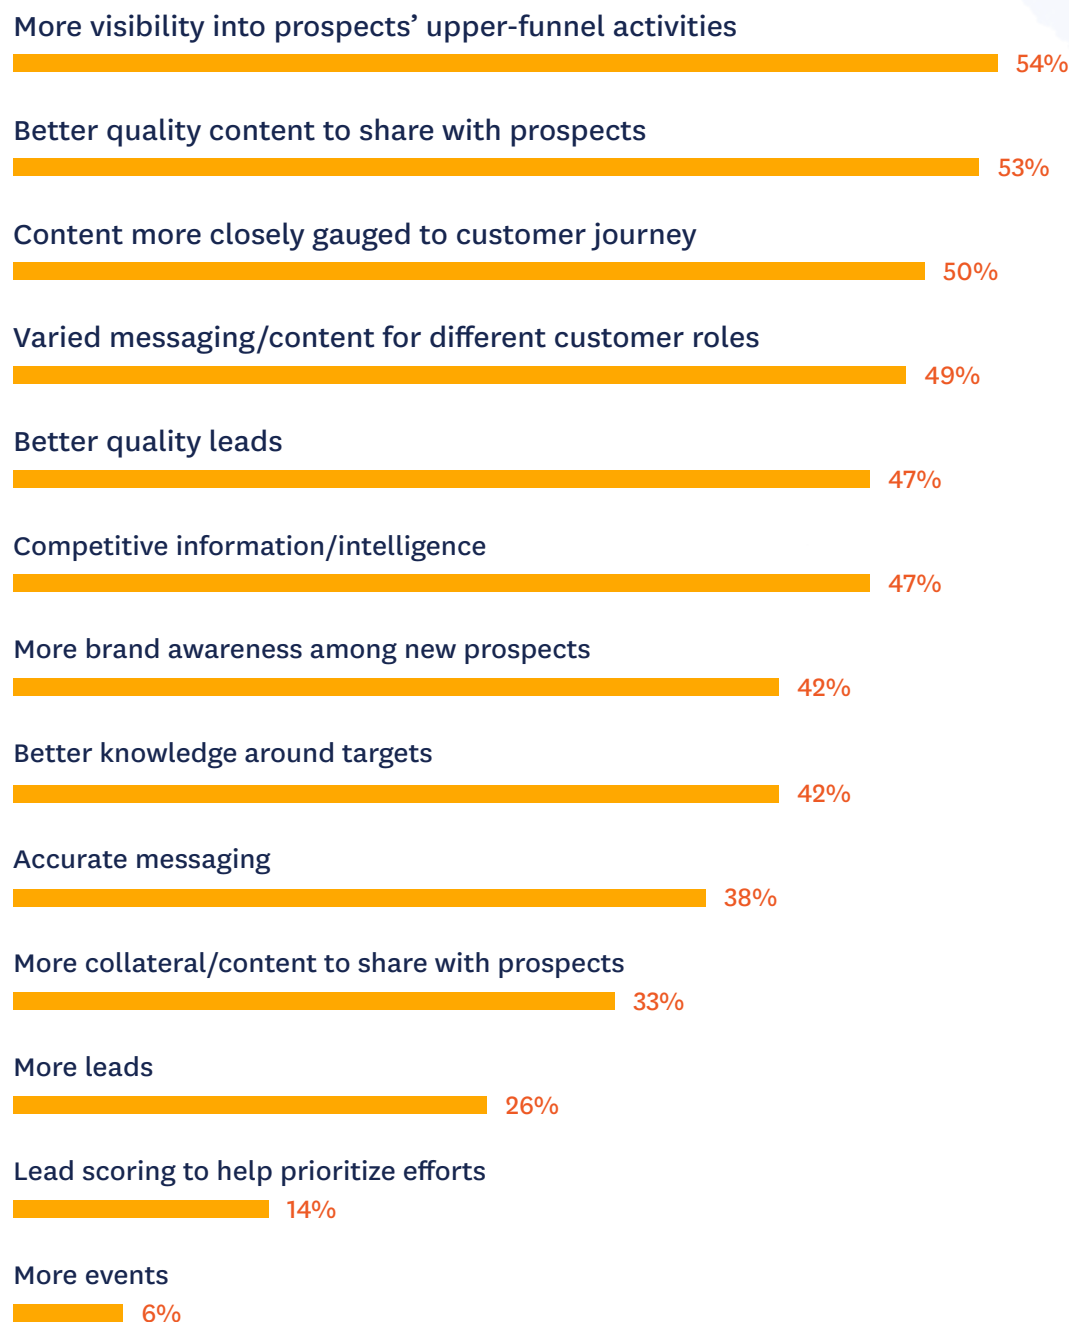 More visibility into prospects’ upper-funnel activities
54%
Better quality content to share with prospects
53%
Content more closely gauged to customer journey
50%
Varied messaging/content for different customer roles
49%
Better quality leads
47%
Competitive information/intelligence
47%
More brand awareness among new prospects
42%
Better knowledge around targets
42%
Accurate messaging
38%
More collateral/content to share with prospects
33%
More leads
26%
Lead scoring to help prioritize efforts
14%
More events
6%